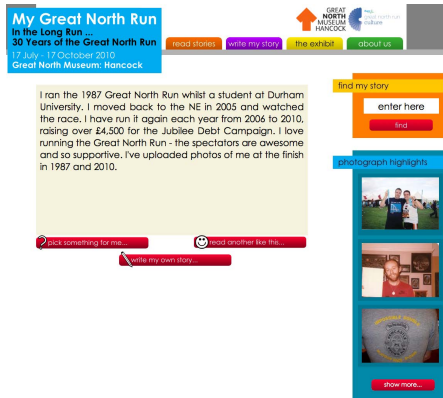 My Great North Run
In the Long Run ...
30 Years of the Great North Run
17 July - 17 October 2010
Great North Museum: Hancock
GREAT
NORTH
MUSEUM
HANCOCK
great north run
culture
read stories
write my story
the exhibit
about us
I ran the 1987 Great North Run whilst a student at Durham
University. I moved back to the NE in 2005 and watched
the race. I have run it again each year from 2006 to 2010,
raising over £4,500 for the Jubilee Debt Campaign. I love
running the Great North Run - the spectators are awesome
and so supportive. I've uploaded photos of me at the finish
in 1987 and 2010.
pick something for me...
read another like this...
write my own story...
find my story
enter here
find
photograph highlights
show more...